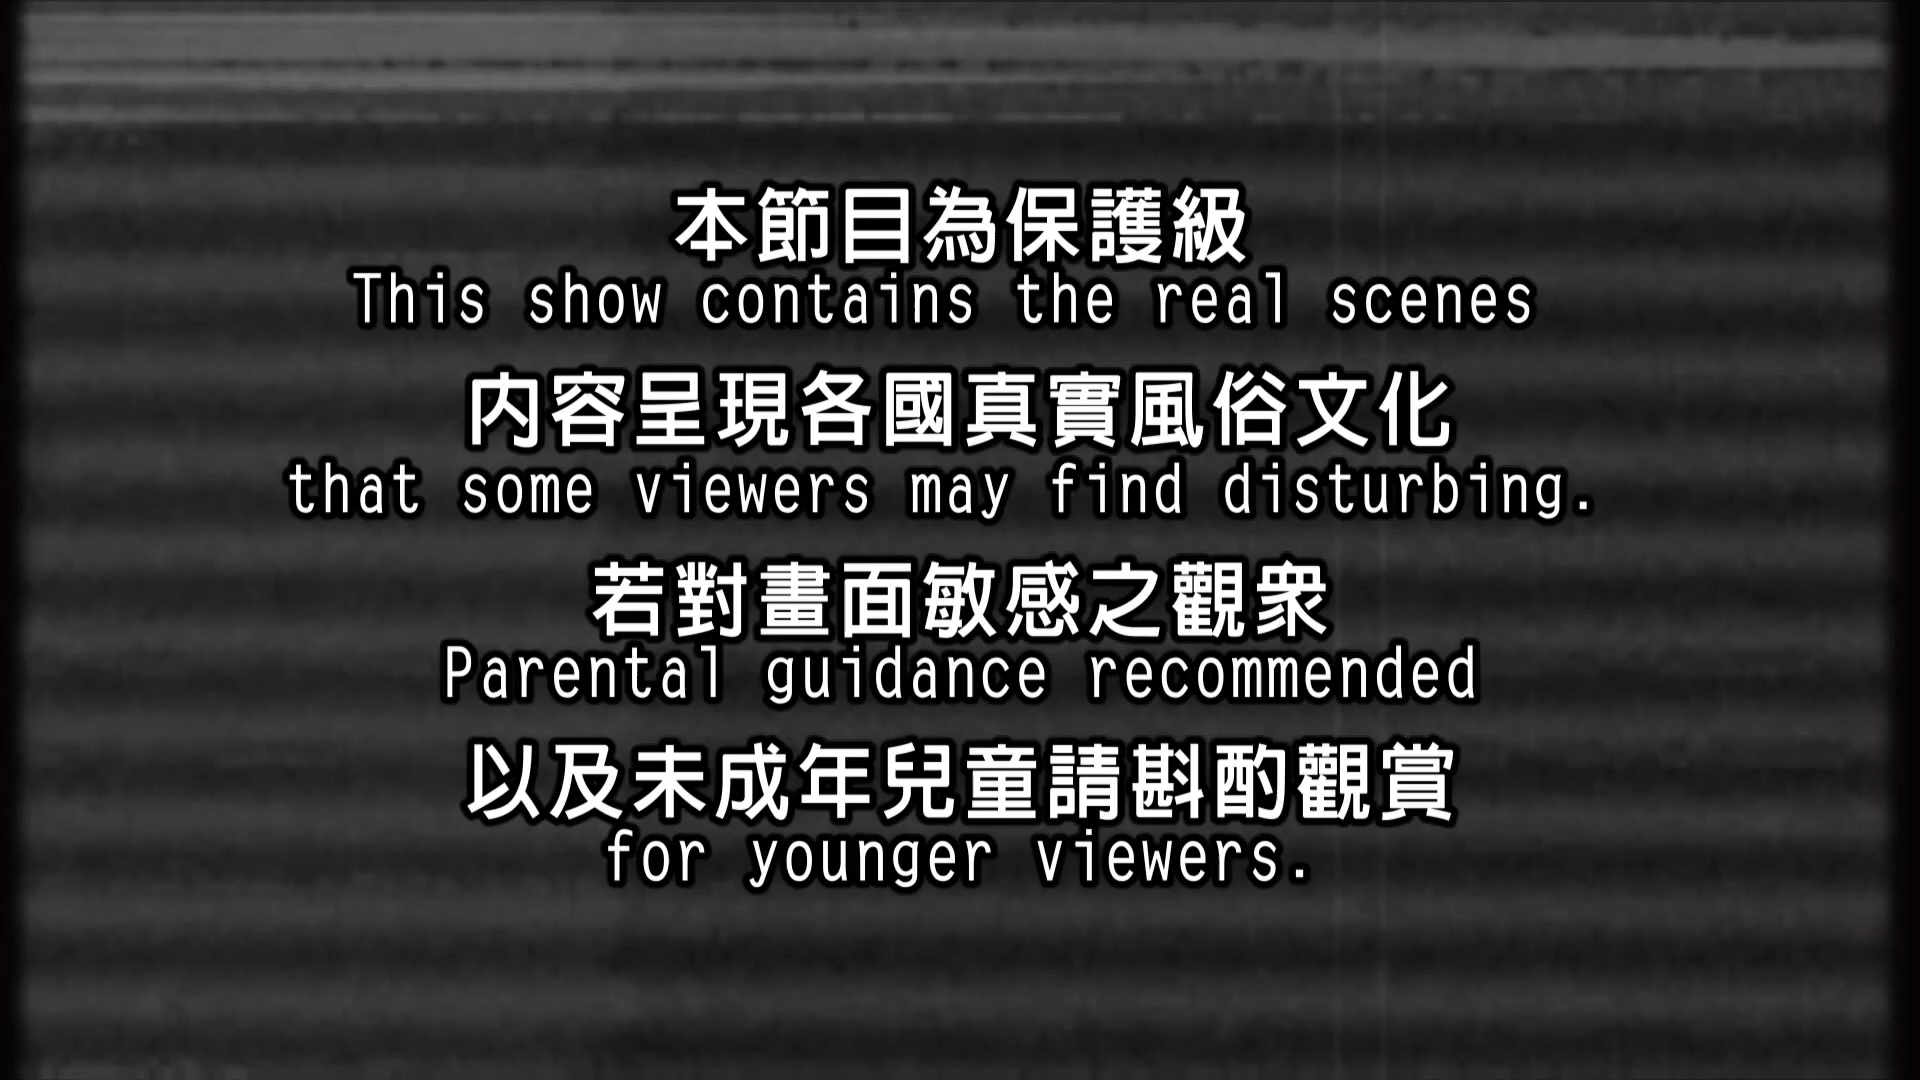 本節目為保護級
This show contains the real scenes
内容呈現各國真實風俗文化
that some viewers may find disturbing.
若對畫面敏感之觀眾
Parental guidance recommended
以及未成年兒童請斟酌觀賞
for younger viewers.